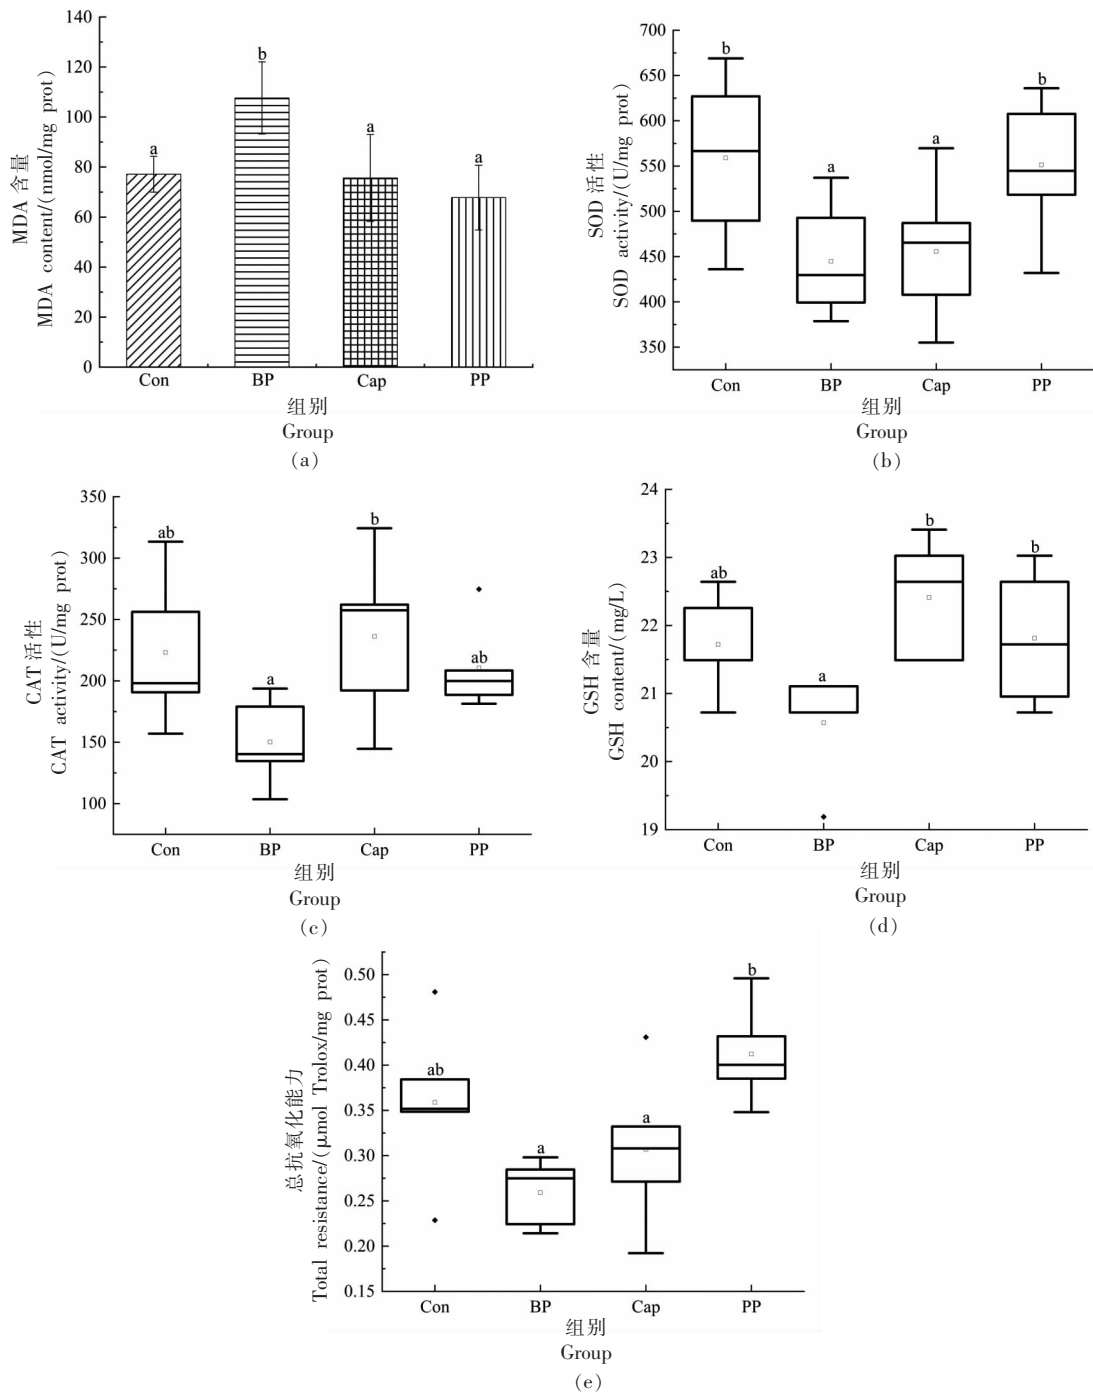 140
120
100
80
60
40
20
0
MDA 含量
MDA content/(nmol/mg prot)
a
b
a
a
Con BP Cap PP
组别
Group
(a)
700
650
600
550
500
450
400
350
SOD 活性
SOD activity/(U/mg prot)
b
a
a
b
Con BP Cap PP
组别
Group
(b)
350
300
250
200
150
100
CAT 活性
CAT activity/(U/mg prot)
ab
a
b
ab
Con BP Cap PP
组别
Group
(c)
24
23
22
21
20
19
GSH 含量
GSH content/(mg/L)
ab
a
b
b
Con BP Cap PP
组别
Group
(d)
0.50
0.45
0.40
0.35
0.30
0.25
0.20
0.15
总抗氧化能力
Total resistance/(μmol Trolox/mg prot)
ab
a
a
b
Con BP Cap PP
组别
Group
(e)